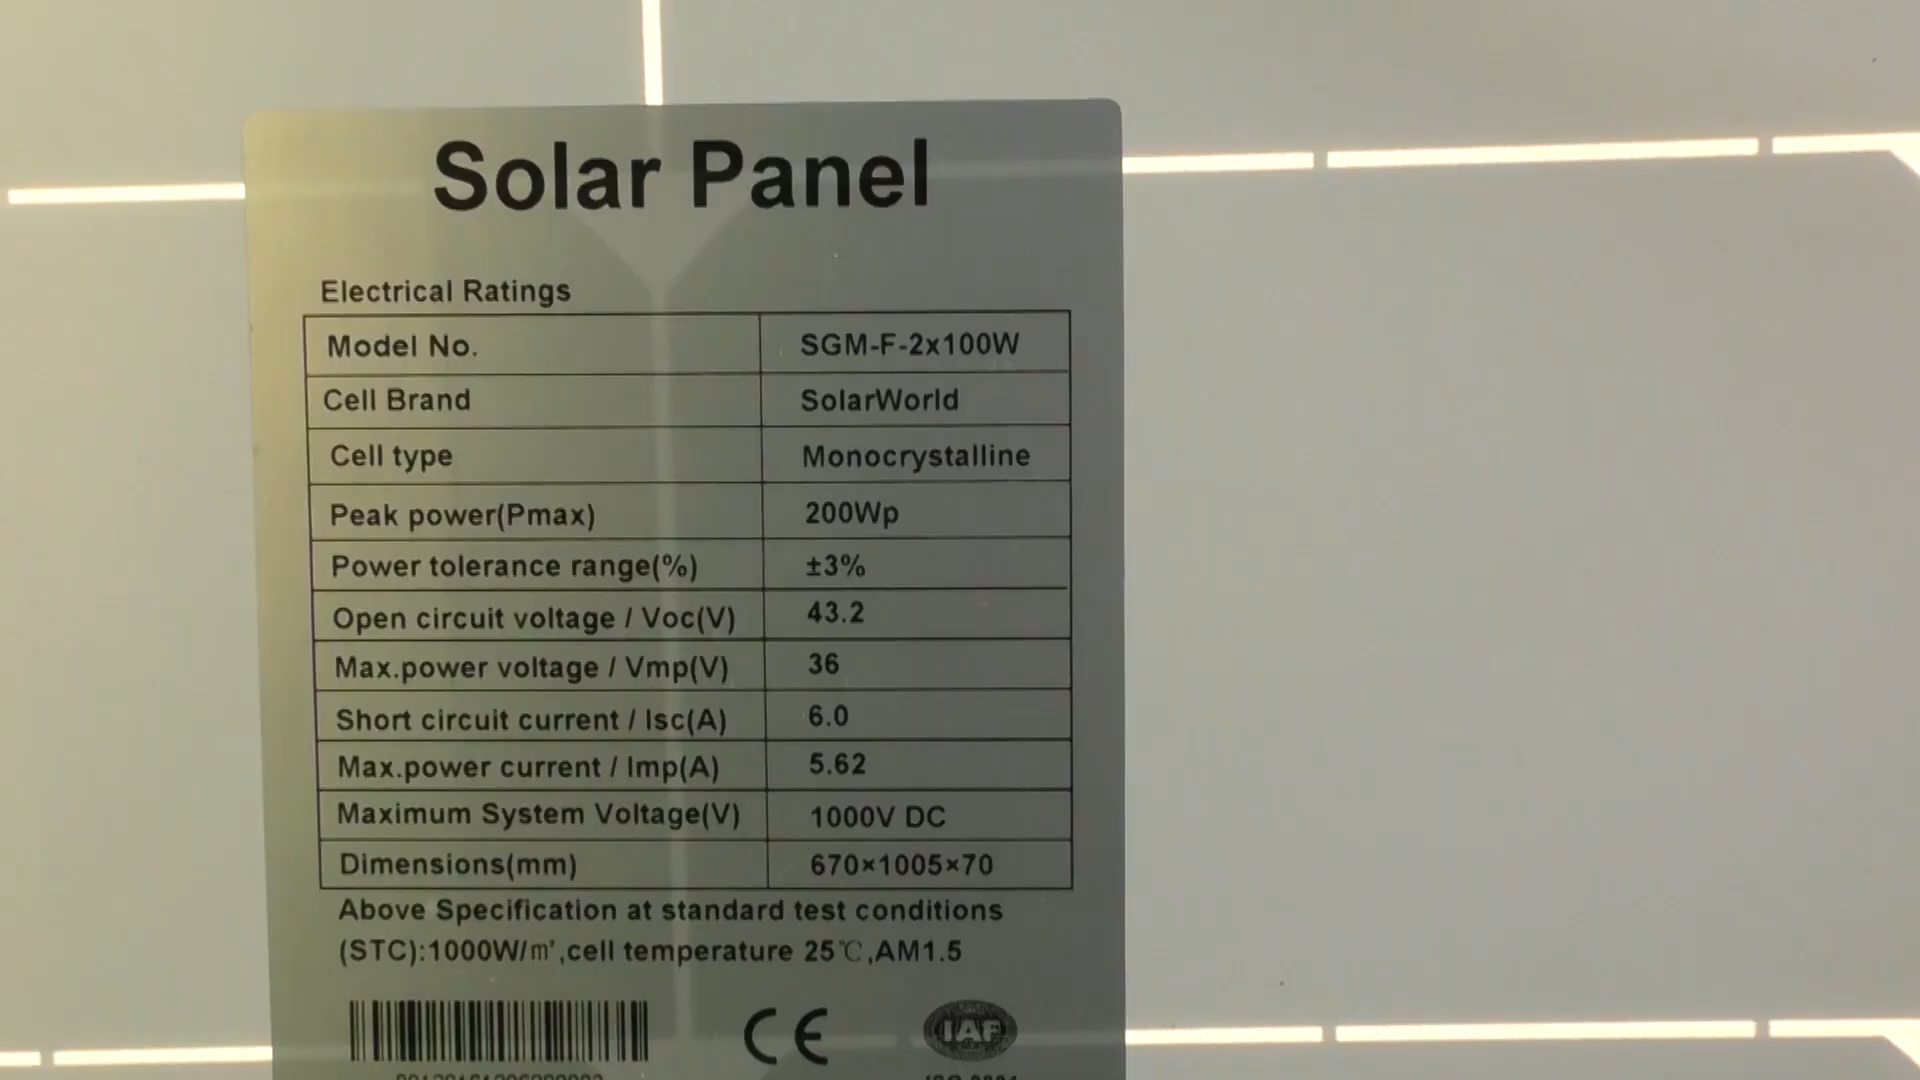 Solar Panel
Electrical Ratings
Model No. SGM-F-2x100W
Cell Brand SolarWorld
Cell type Monocrystalline
Peak power(Pmax) 200Wp
Power tolerance range(%) ±3%
Open circuit voltage / Voc(V) 43.2
Max.power voltage / Vmp(V) 36
Short circuit current / Isc(A) 6.0
Max.power current / Imp(A) 5.62
Maximum System Voltage(V) 1000V DC
Dimensions(mm) 670×1005×70
Above Specification at standard test conditions
(STC):1000W/㎡,cell temperature 25℃,AM1.5
CE IAF